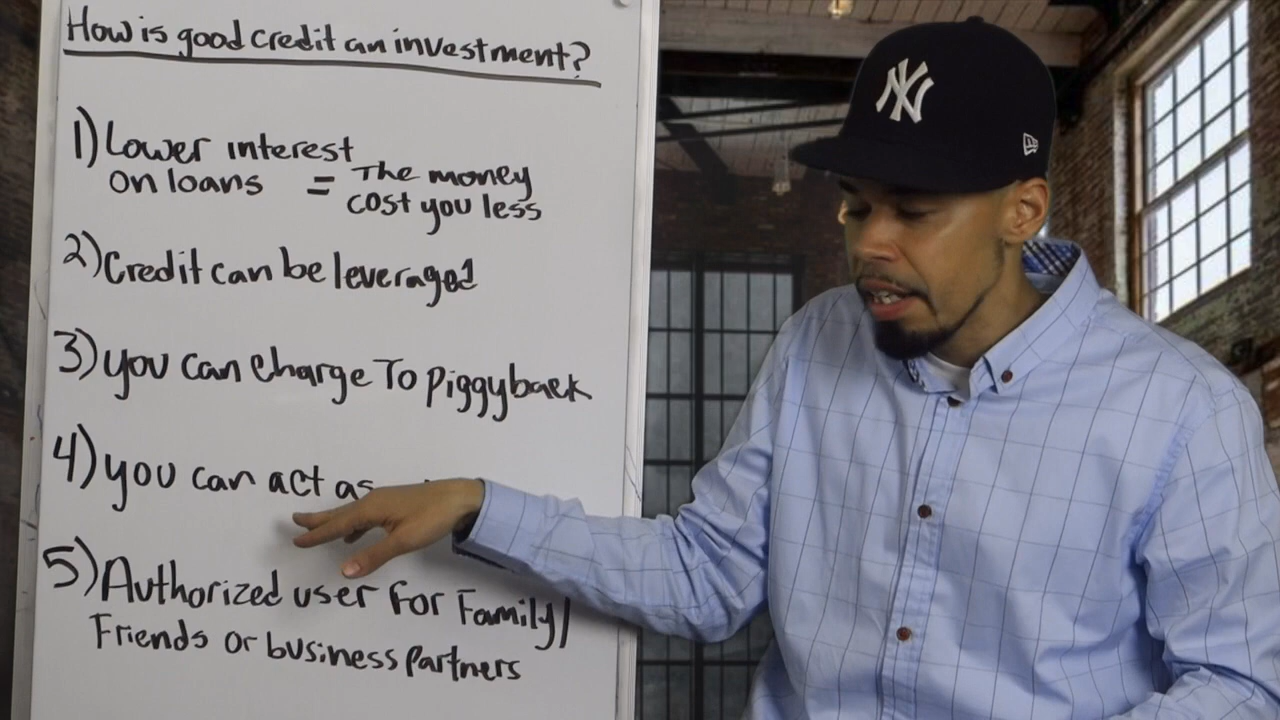 How is good credit an investment?
1) Lower interest
on loans = The money
cost you less
2) Credit can be leveraged
3) you can charge To piggyback
4) you can act as
5) Authorized user for Family/
Friends or business partners
NY